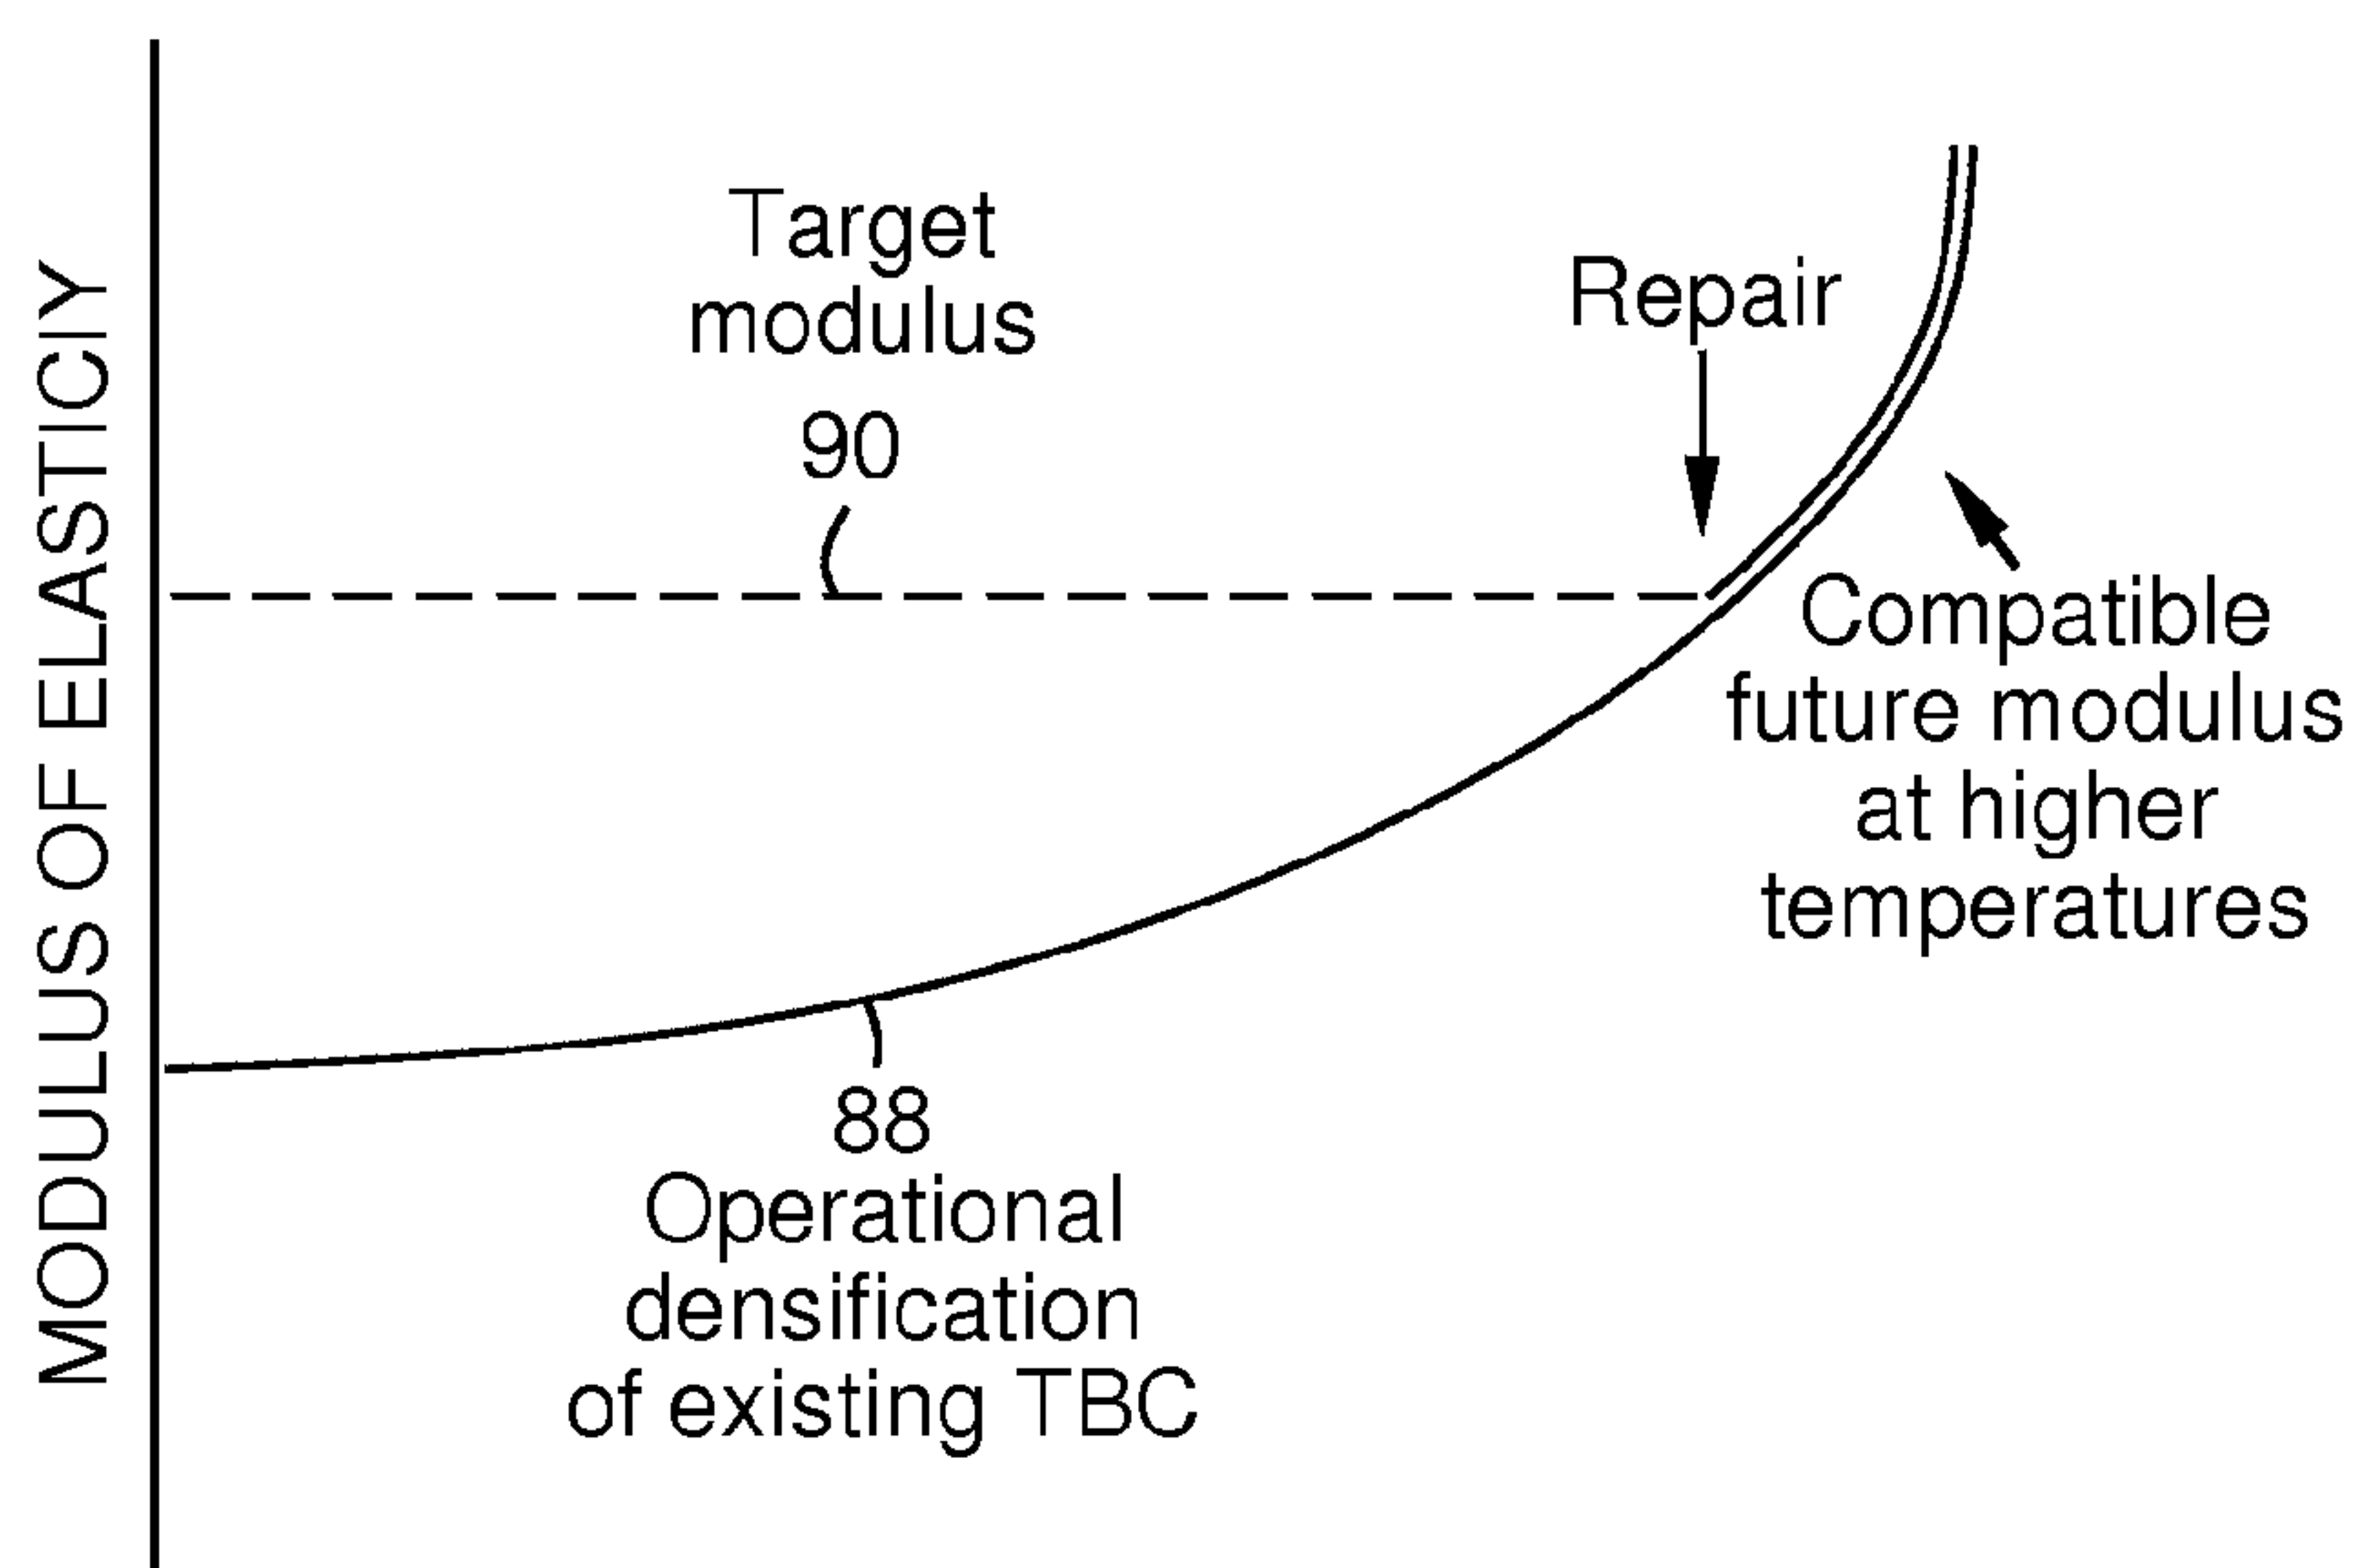 MODULUS OF ELASTICIY
Target
modulus
90
Repair
Compatible
future modulus
at higher
temperatures
88
Operational
densification
of existing TBC